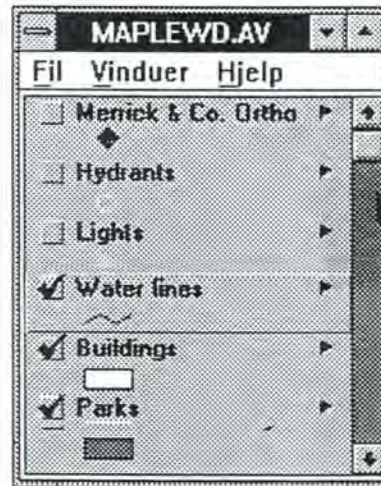 MAPLEWD.AV
Fil Vinduer Hjelp
Merrick & Co. Ortho
Hydrants
Lights
Water lines
Buildings
Parks